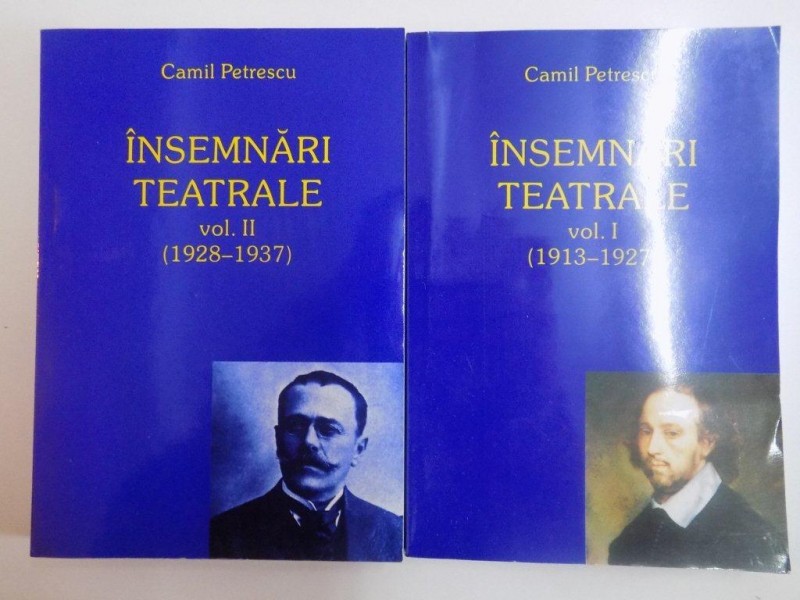 Camil Petrescu
ÎNSEMNĂRI
TEATRALE
vol. II
(1928–1937)
Camil Petrescu
ÎNSEMNĂRI
TEATRALE
vol. I
(1913–1927)